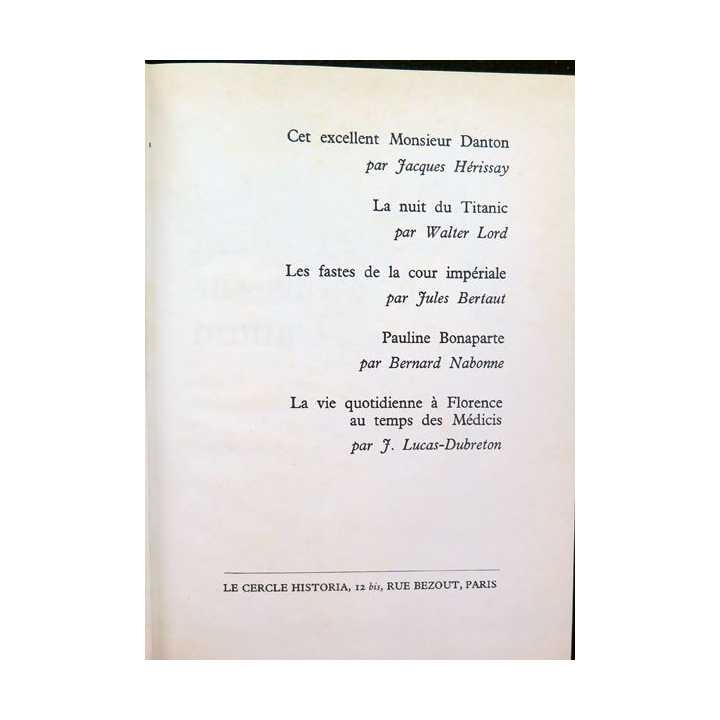 Cet excellent Monsieur Danton
par Jacques Hérissay
La nuit du Titanic
par Walter Lord
Les fastes de la cour impériale
par Jules Bertaut
Pauline Bonaparte
par Bernard Nabonne
La vie quotidienne à Florence
au temps des Médicis
par J. Lucas-Dubreton
LE CERCLE HISTORIA, 12 bis, RUE BEZOUT, PARIS